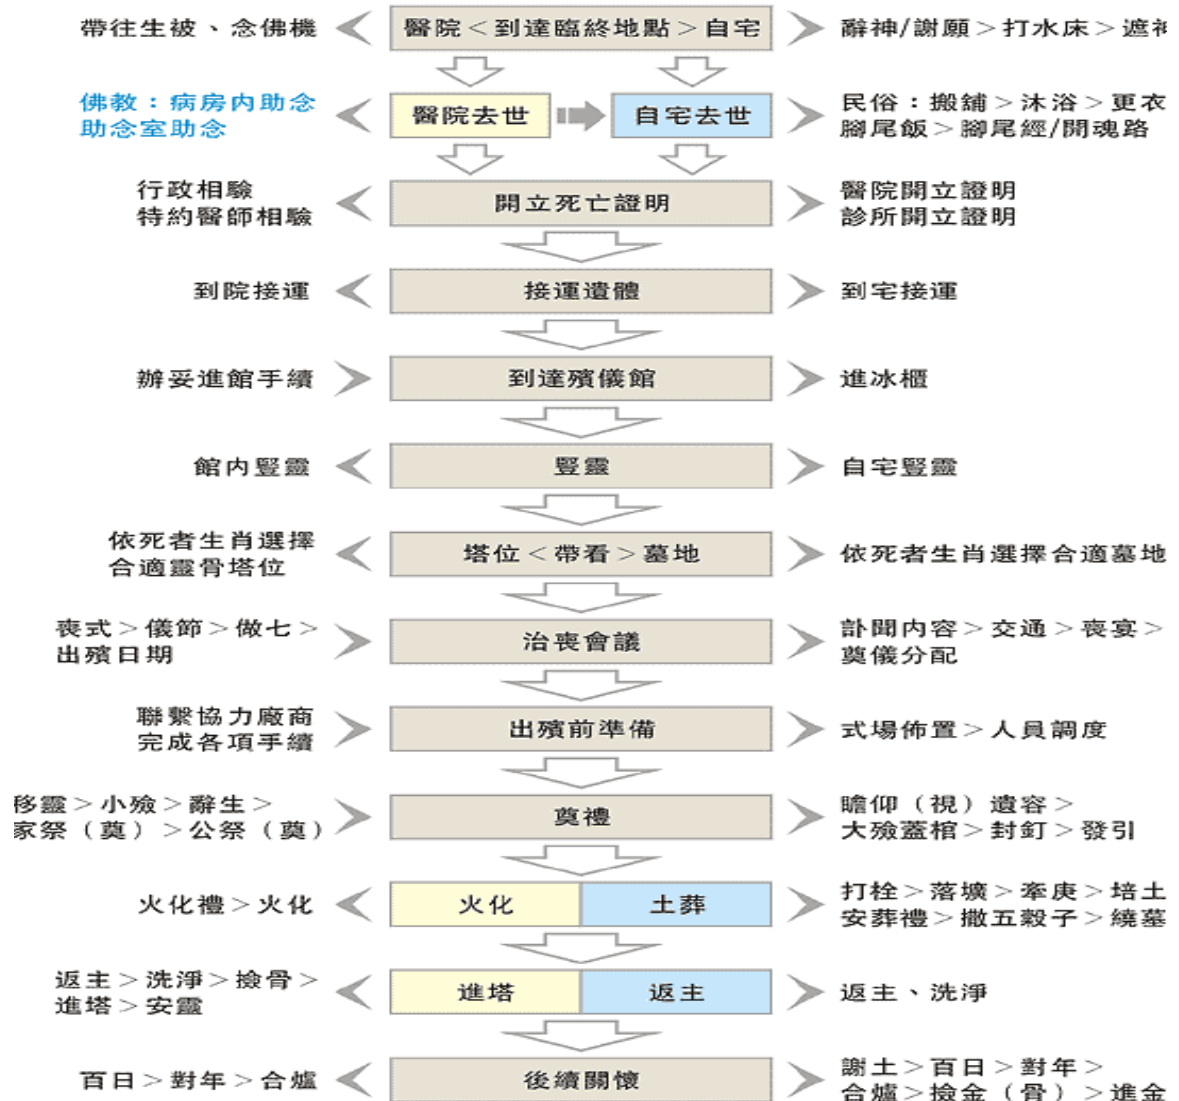 帶往生被、念佛機
醫院＜到達臨終地點＞自宅
辭神/謝願＞打水床＞遮
佛教：病房內助念
助念室助念
醫院去世
自宅去世
民俗：搬舖＞沐浴＞更衣
腳尾飯＞腳尾經/開魂路
行政相驗
特約醫師相驗
開立死亡證明
醫院開立證明
診所開立證明
到院接運
接運遺體
到宅接運
辦妥進館手續
到達殯儀館
進冰櫃
館內豎靈
豎靈
自宅豎靈
依死者生肖選擇
合適靈骨塔位
塔位＜帶看＞墓地
依死者生肖選擇合適墓地
喪式＞儀節＞做七＞
出殯日期
治喪會議
訃聞內容＞交通＞喪宴＞
奠儀分配
聯繫協力廠商
完成各項手續
出殯前準備
式場佈置＞人員調度
移靈＞小殮＞辭生＞
家祭（奠）＞公祭（奠）
奠禮
瞻仰（視）遺容＞
大殮蓋棺＞封釘＞發引
火化禮＞火化
火化
土葬
打栓＞落壙＞牽庚＞培土
安葬禮＞撒五穀子＞繞墓
返主＞洗淨＞撿骨＞
進塔＞安靈
進塔
返主
返主、洗淨
百日＞對年＞合爐
後續關懷
謝土＞百日＞對年＞
合爐＞撿金（骨）＞進金